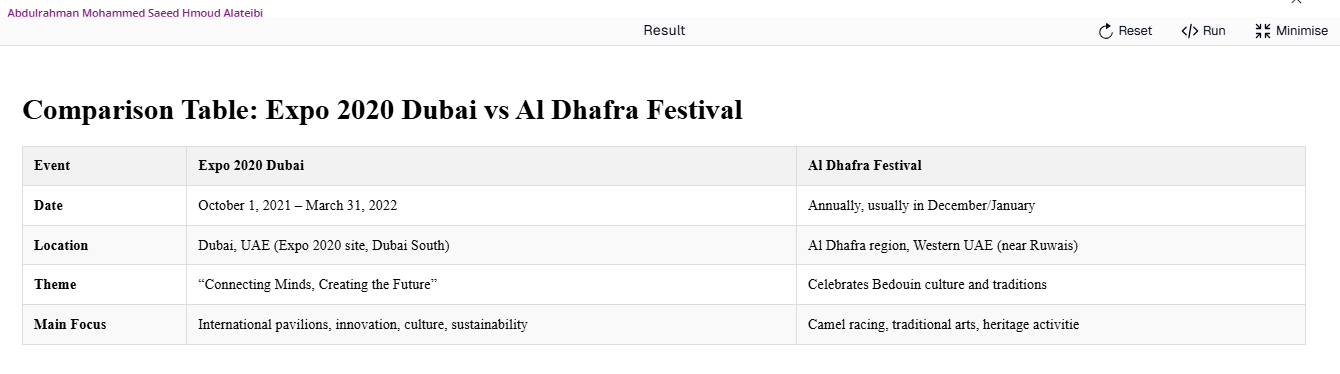 Abdulrahman Mohammed Saeed Hmoud Alateibi
Result
Reset
</> Run
Minimise
Comparison Table: Expo 2020 Dubai vs Al Dhafra Festival
Event Expo 2020 Dubai Al Dhafra Festival
Date October 1, 2021 – March 31, 2022 Annually, usually in December/January
Location Dubai, UAE (Expo 2020 site, Dubai South) Al Dhafra region, Western UAE (near Ruwais)
Theme “Connecting Minds, Creating the Future” Celebrates Bedouin culture and traditions
Main Focus International pavilions, innovation, culture, sustainability Camel racing, traditional arts, heritage activitie